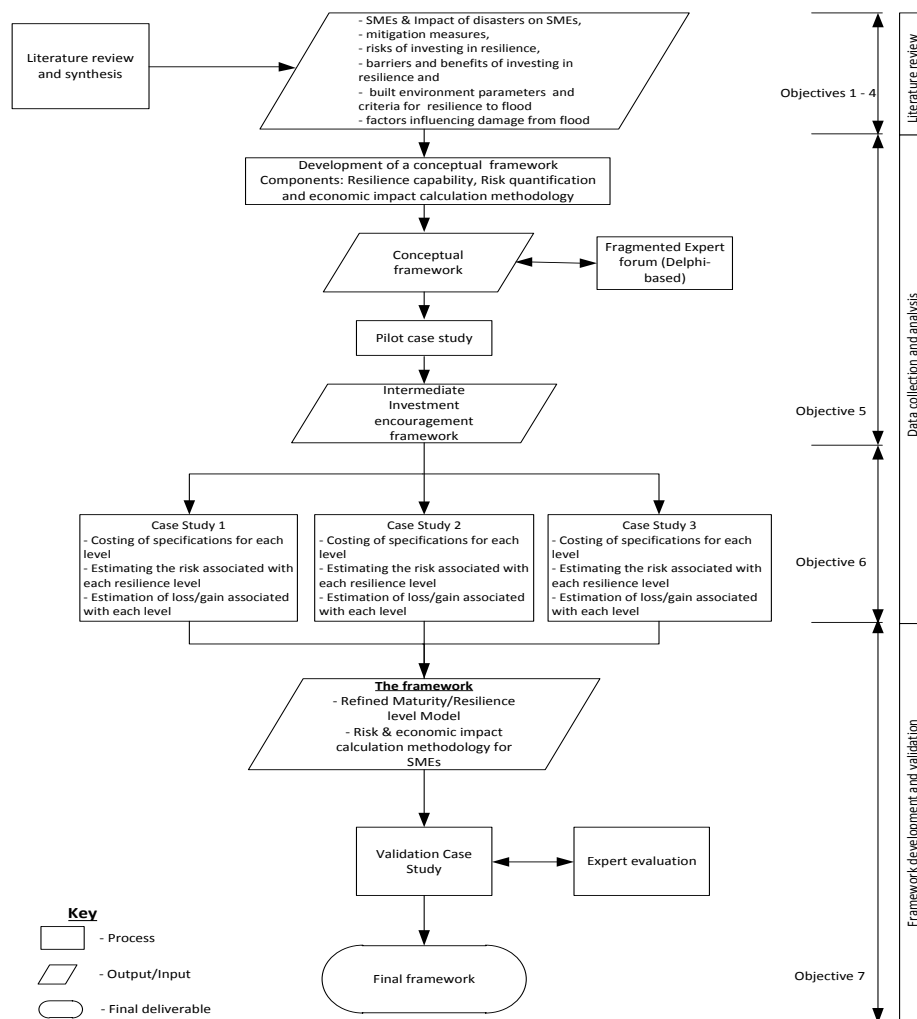 Literature review
and synthesis
- SMEs & Impact of disasters on SMEs,
- mitigation measures,
- risks of investing in resilience,
- barriers and benefits of investing in
resilience and
- built environment parameters and
criteria for resilience to flood
- factors influencing damage from flood
Objectives 1 - 4
Literature review
Development of a conceptual framework
Components: Resilience capability, Risk quantification
and economic impact calculation methodology
Conceptual
framework
Fragmented Expert
forum (Delphi-
based)
Pilot case study
Intermediate
Investment
encouragement
framework
Objective 5
Data collection and analysis
Case Study 1
- Costing of specifications for each
level
- Estimating the risk associated with
each resilience level
- Estimation of loss/gain associated
with each level
Case Study 2
- Costing of specifications for each
level
- Estimating the risk associated with
each resilience level
- Estimation of loss/gain associated
with each level
Case Study 3
- Costing of specifications for each
level
- Estimating the risk associated with
each resilience level
- Estimation of loss/gain associated
with each level
Objective 6
The framework
- Refined Maturity/Resilience
level Model
- Risk & economic impact
calculation methodology for
SMEs
Validation Case
Study
Expert evaluation
Framework development and validation
Final framework
Objective 7
Key
- Process
- Output/Input
- Final deliverable